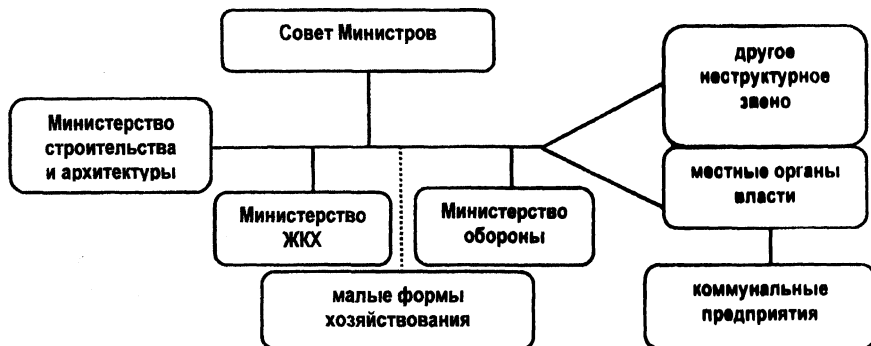 Совет Министров
другое
неструктурное
звено
Министерство
строительства
и архитектуры
местные органы
власти
Министерство
ЖКХ
Министерство
обороны
малые формы
хозяйствования
коммунальные
предприятия